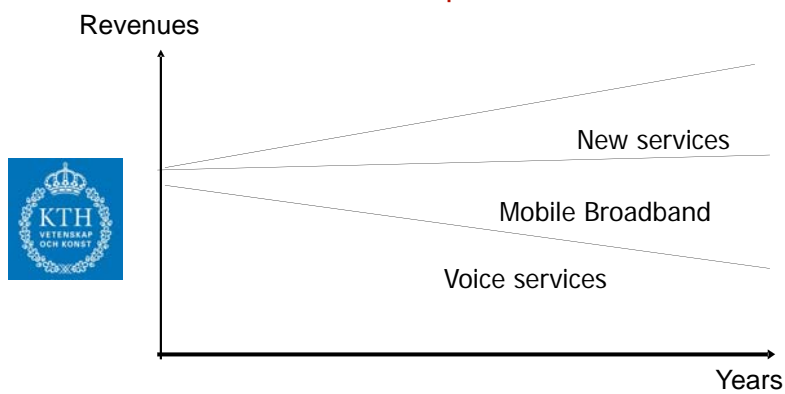 Revenues
New services
KTH
VETENSKAP
OCH KONST
Mobile Broadband
Voice services
Years